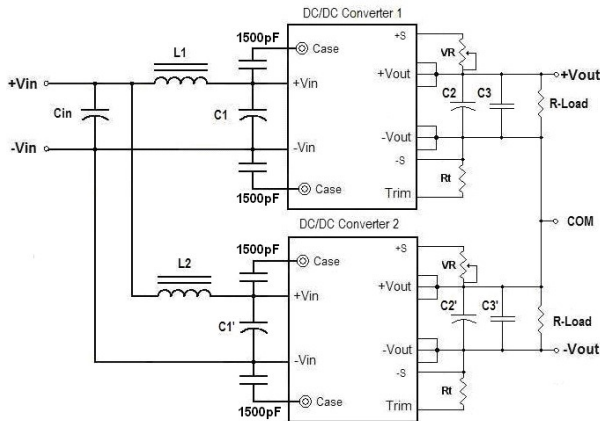 DC/DC Converter 1
1500pF
Case
+S
VR
L1
+Vin
+Vin
+Vout
+Vout
Cin
C1
C2
C3
R-Load
-Vin
-Vin
-Vout
-S
Case
Rt
1500pF
Trim
COM
DC/DC Converter 2
1500pF
Case
+S
VR
L2
+Vin
+Vout
C1'
C2'
C3'
R-Load
-Vin
-Vout
-Vout
-S
Case
Rt
1500pF
Trim